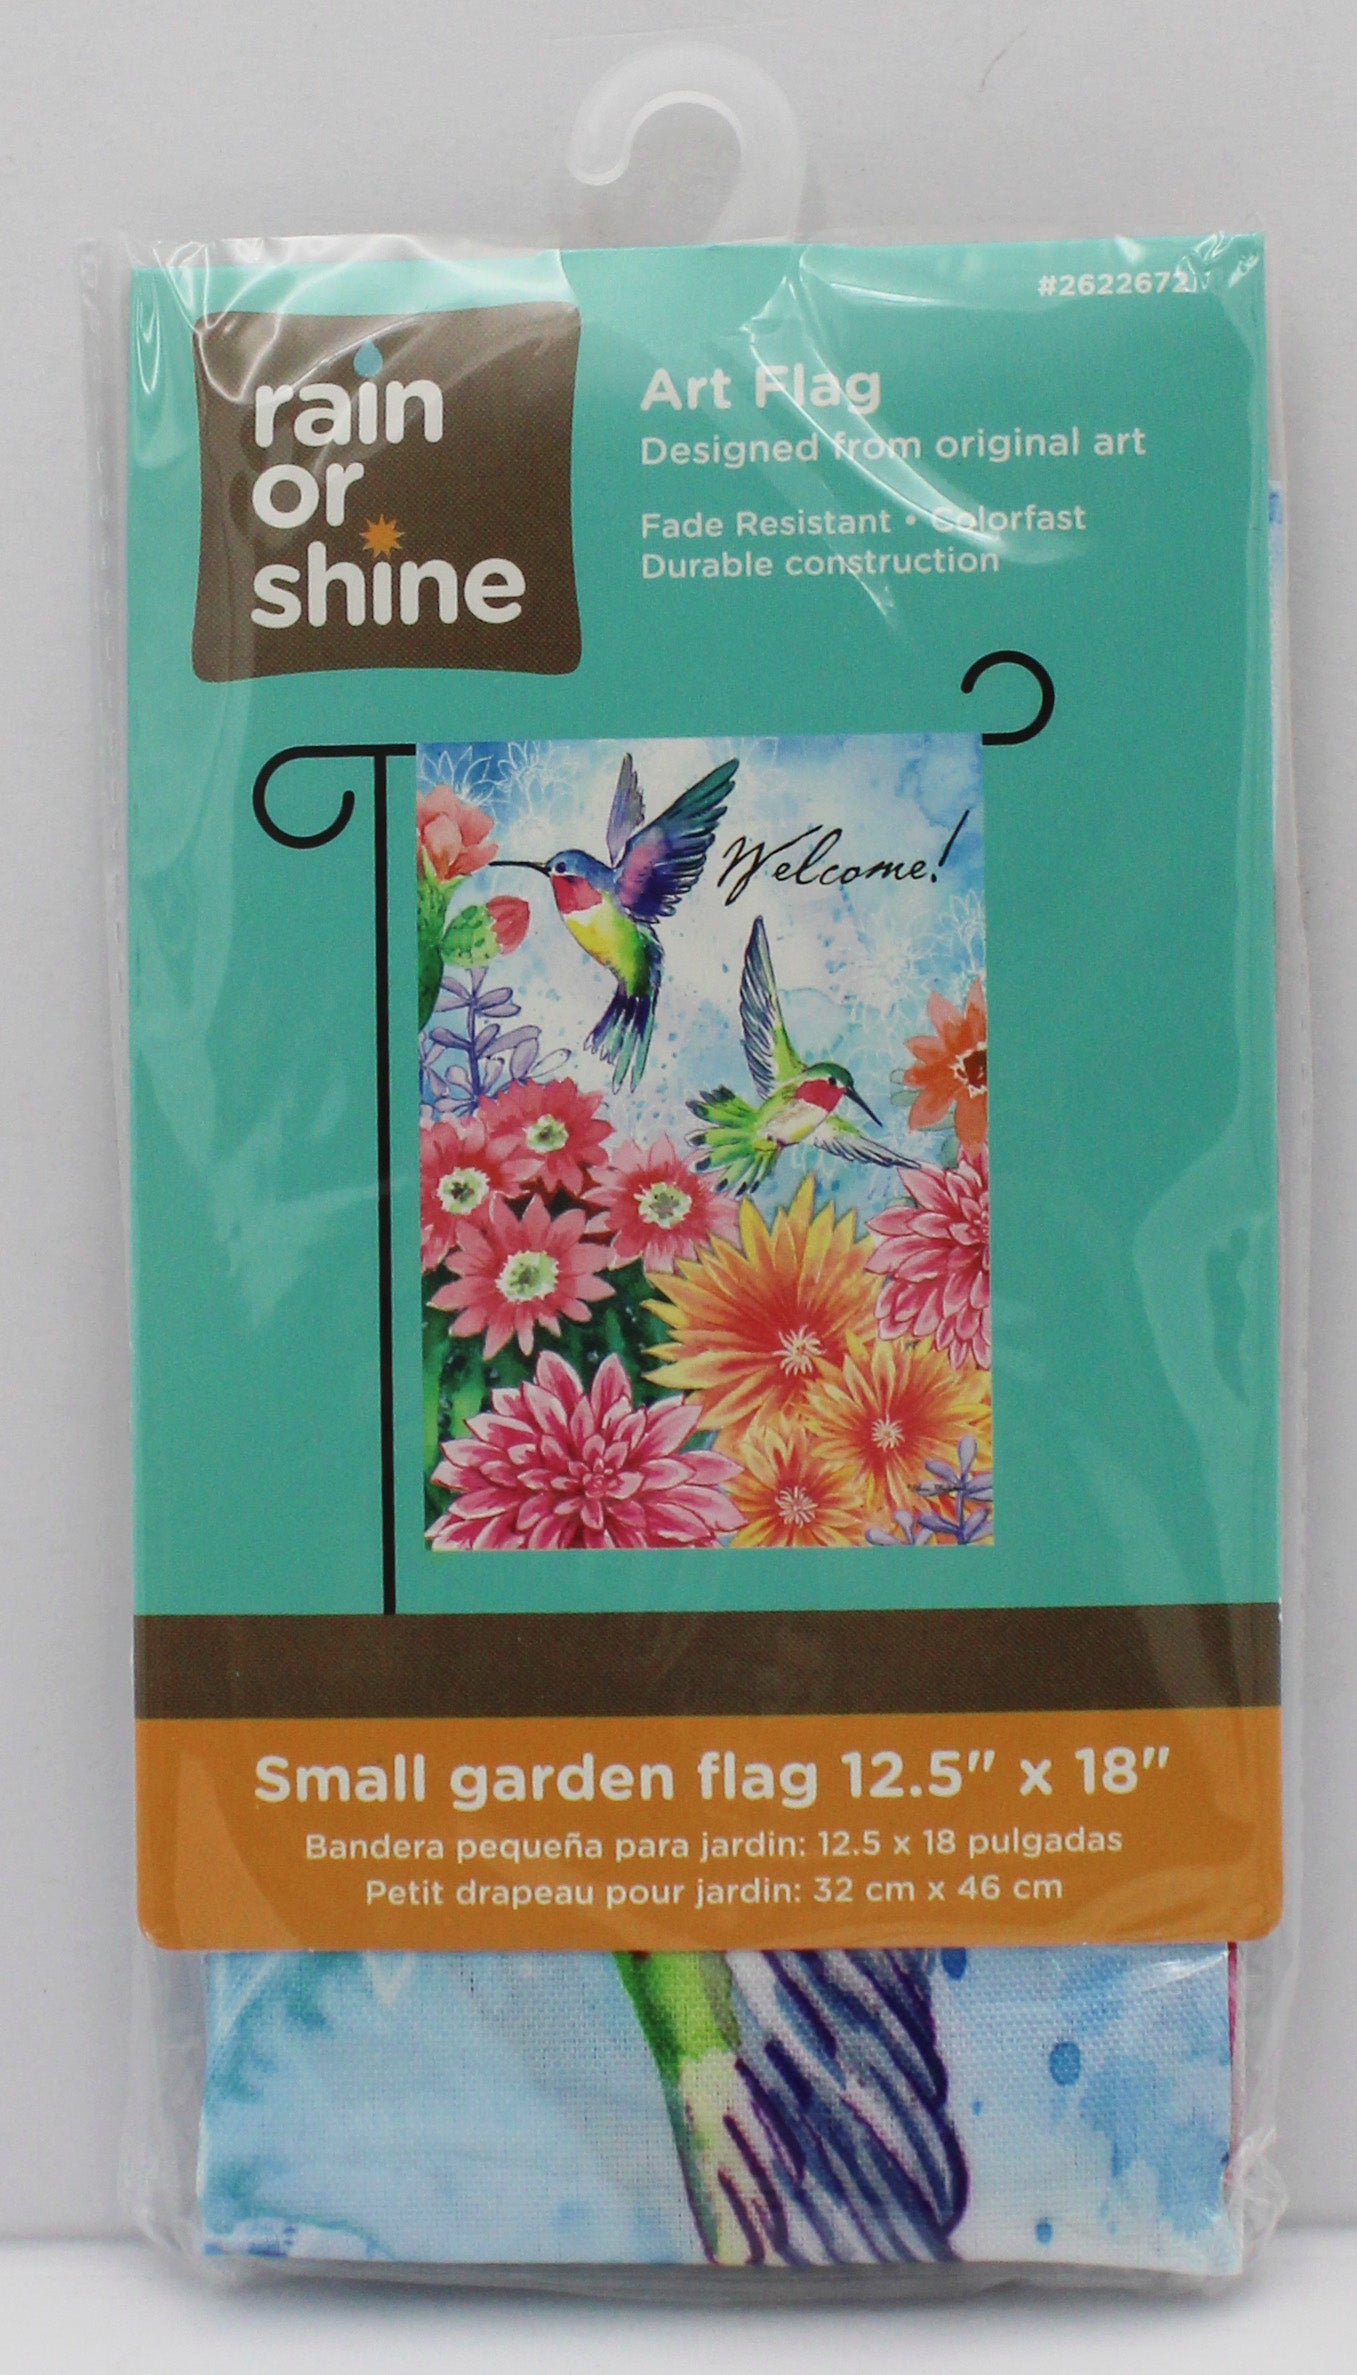 #2622672
rain
or
shine
Art Flag
Designed from original art
Fade Resistant • Colorfast
Durable construction
Welcome!
Small garden flag 12.5" x 18"
Bandera pequeña para jardin: 12.5 x 18 pulgadas
Petit drapeau pour jardin: 32 cm x 46 cm